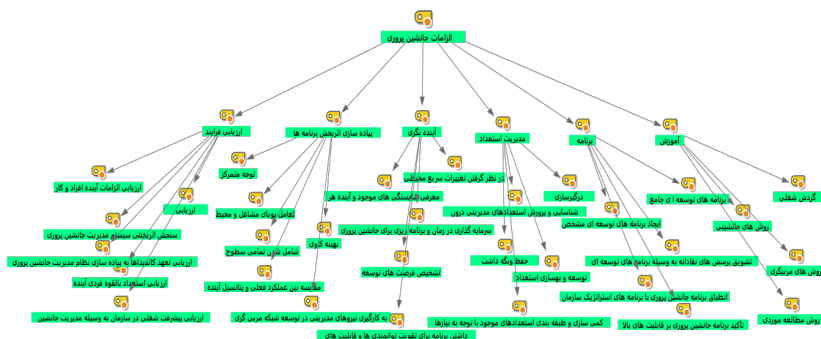 الزامات جانشین پروری
آموزش
برنامه
مدیریت استعداد
آینده نگری
پیاده سازی اثربخش برنامه ها
ارزیابی فرایند
در نظر گرفتن تغییرات سریع محیطی
توجه متمرکز
گردش شغلی
برنامه های توسعه ای جامع
درگیرسازی
معرفی شایستگی های موجود و آینده هر
ارزیابی الزامات آینده افراد و کار
شناسایی و پرورش استعدادهای مدیریتی درون
تعامل پویای مشاغل و محیط
ارزیابی
روش های جانشینی
ایجاد برنامه های توسعه ای مشخص
سرمایه گذاری در زمان و برنامه ریزی برای جانشین پروری
بهینه کاوی
سنجش اثربخشی سیستم مدیریت جانشین پروری
شامل شدن تمامی سطوح
تشویق پرسش های نقادانه به وسیله برنامه های توسعه ای
حفظ ونگه داشت
ارزیابی تعهد کاندیداها به پیاده سازی نظام مدیریت جانشین پروری
روش های مربیگری
توسعه و بهسازی استعداد
تشخیص فرصت های توسعه
ارزیابی استعداد بالقوه فردی آینده
مقایسه بین عملکرد فعلی و پتانسیل آینده
انطباق برنامه جانشین پروری با برنامه های استراتژیک سازمان
روش مطالعه موردی
تأکید برنامه جانشین پروری بر قابلیت های بالا
کمی سازی و طبقه بندی استعدادهای موجود با توجه به نیازها
به کارگیری نیروهای مدیریتی در توسعه شبکه مربی گری
ارزیابی پیشرفت شغلی در سازمان به وسیله مدیریت جانشین
داشتن برنامه برای تقویت توانمندی ها و قابلیت های